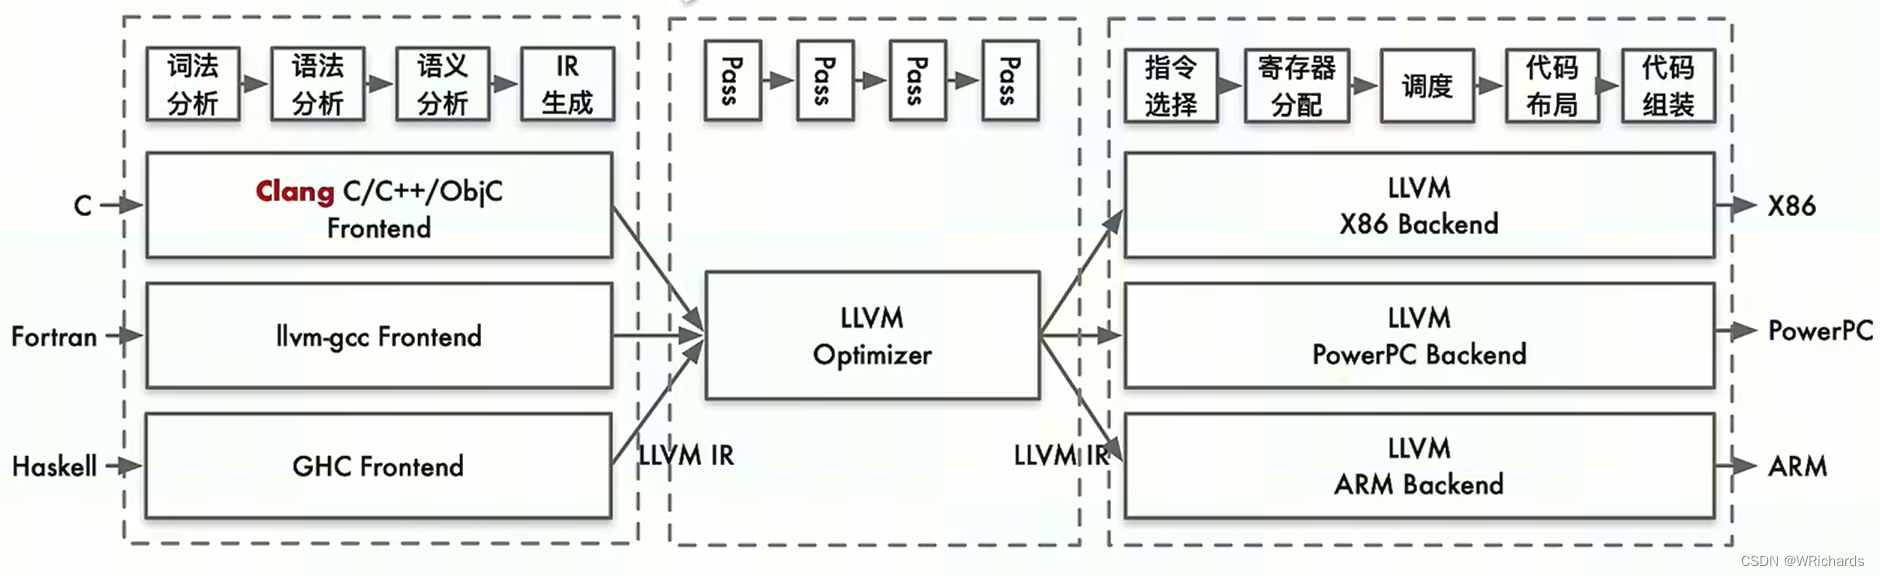 词法
分析
语法
分析
语义
分析
IR
生成
C
Clang C/C++/ObjC
Frontend
Fortran
llvm-gcc Frontend
Haskell
GHC Frontend
LLVM IR
Pass
Pass
Pass
Pass
LLVM
Optimizer
LLVM IR
指令
选择
寄存器
分配
调度
代码
布局
代码
组装
LLVM
X86 Backend
X86
LLVM
PowerPC Backend
PowerPC
LLVM
ARM Backend
ARM
CSDN @WRichards